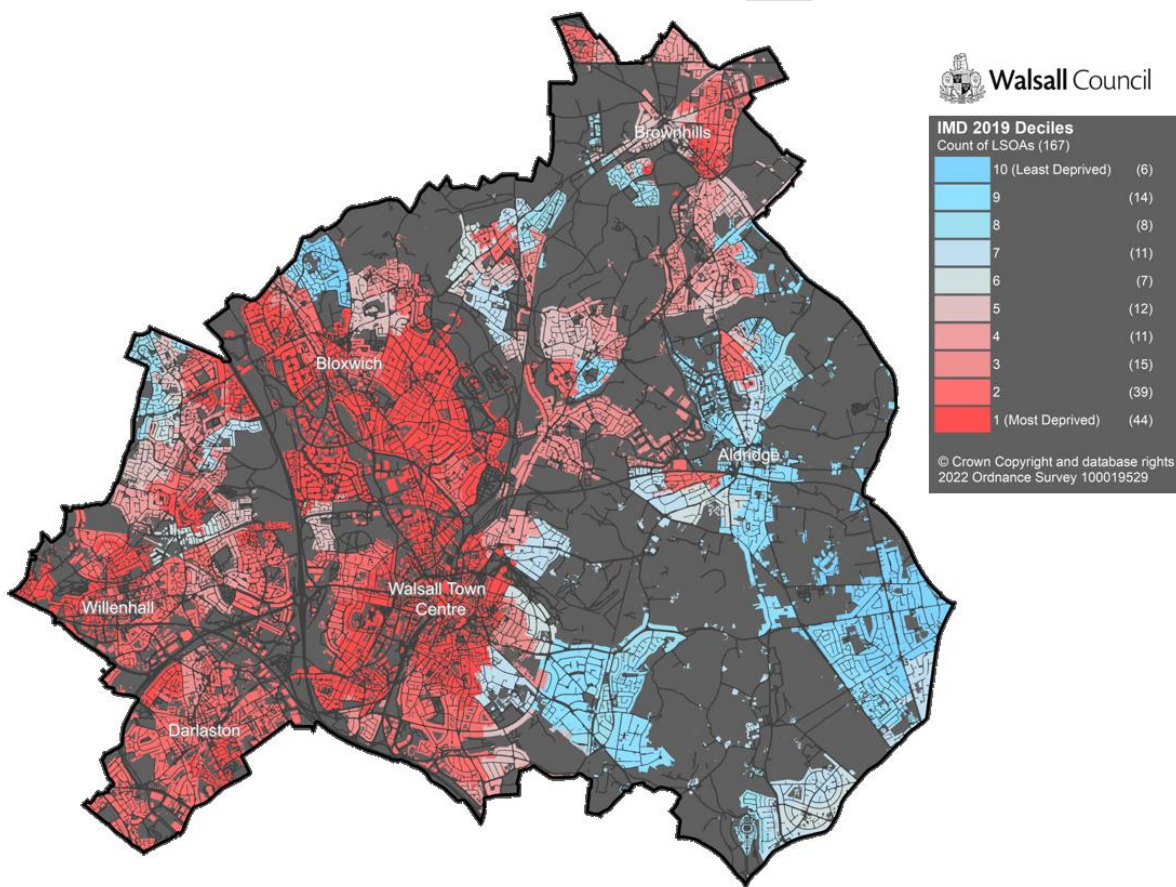 Walsall Council
IMD 2019 Deciles
Count of LSOAs (167)
10 (Least Deprived) (6)
9 (14)
8 (8)
7 (11)
6 (7)
5 (12)
4 (11)
3 (15)
2 (39)
1 (Most Deprived) (44)
© Crown Copyright and database rights
2022 Ordnance Survey 100019529
Brownhills
Bloxwich
Aldridge
Walsall Town
Centre
Willenhall
Darlaston